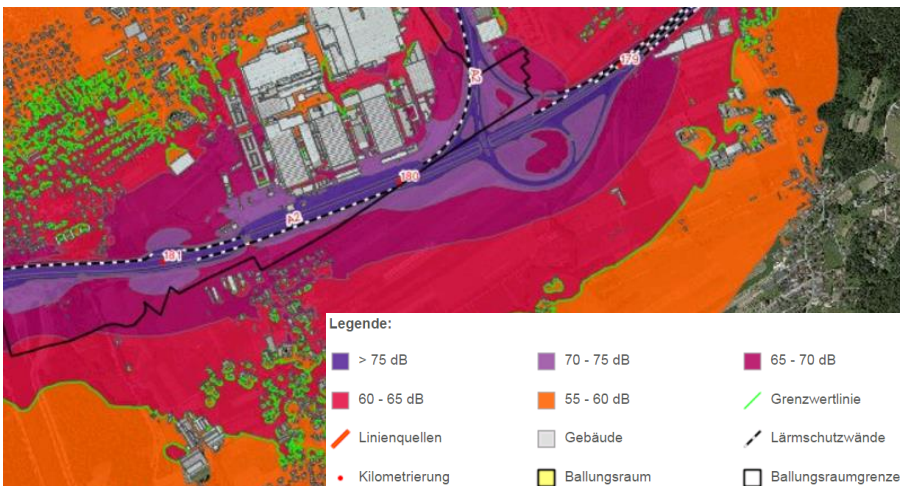 179
180
A2
181
Legende:
> 75 dB
70 - 75 dB
65 - 70 dB
60 - 65 dB
55 - 60 dB
Grenzwertlinie
Linienquellen
Gebäude
Lärmschutzwände
Kilometrierung
Ballungsraum
Ballungsraumgrenze